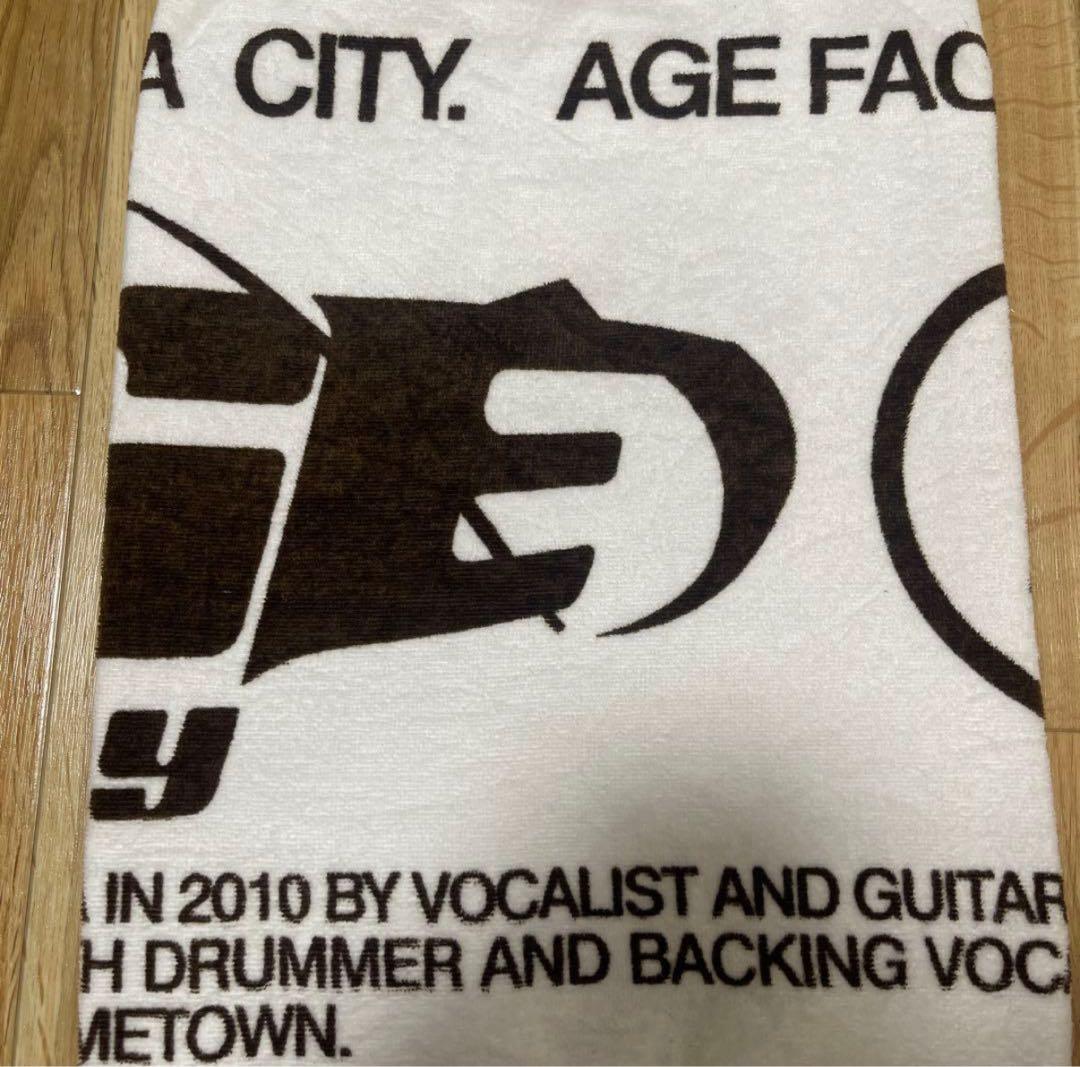 A CITY. AGE FAC
y
IN 2010 BY VOCALIST AND GUITAR
H DRUMMER AND BACKING VOC
METOWN.